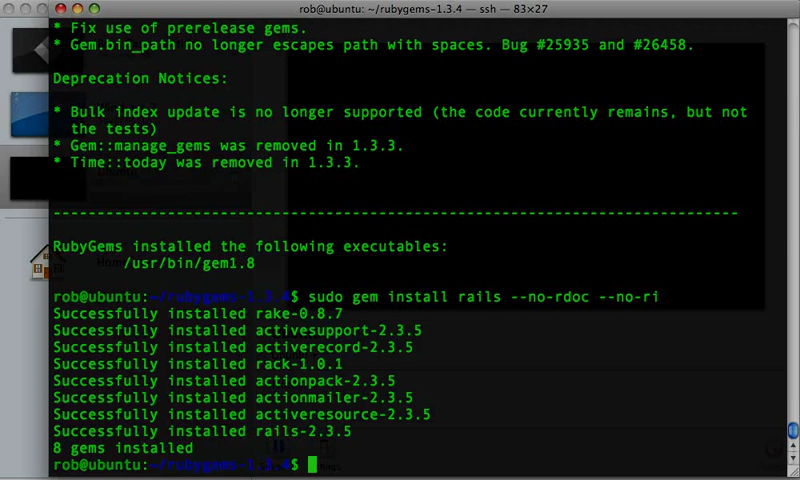 rob@ubuntu: ~/rubygems-1.3.4 — ssh — 83×27
* Fix use of prerelease gems.
* Gem.bin_path no longer escapes path with spaces. Bug #25935 and #26458.
Deprecation Notices:
* Bulk index update is no longer supported (the code currently remains, but not
the tests)
* Gem::manage_gems was removed in 1.3.3.
* Time::today was removed in 1.3.3.
------------------------------------------------------------------------------
RubyGems installed the following executables:
/usr/bin/gem1.8
rob@ubuntu:~/rubygems-1.3.4$ sudo gem install rails --no-rdoc --no-ri
Successfully installed rake-0.8.7
Successfully installed activesupport-2.3.5
Successfully installed activerecord-2.3.5
Successfully installed rack-1.0.1
Successfully installed actionpack-2.3.5
Successfully installed actionmailer-2.3.5
Successfully installed activeresource-2.3.5
Successfully installed rails-2.3.5
8 gems installed
rob@ubuntu:~/rubygems-1.3.4$